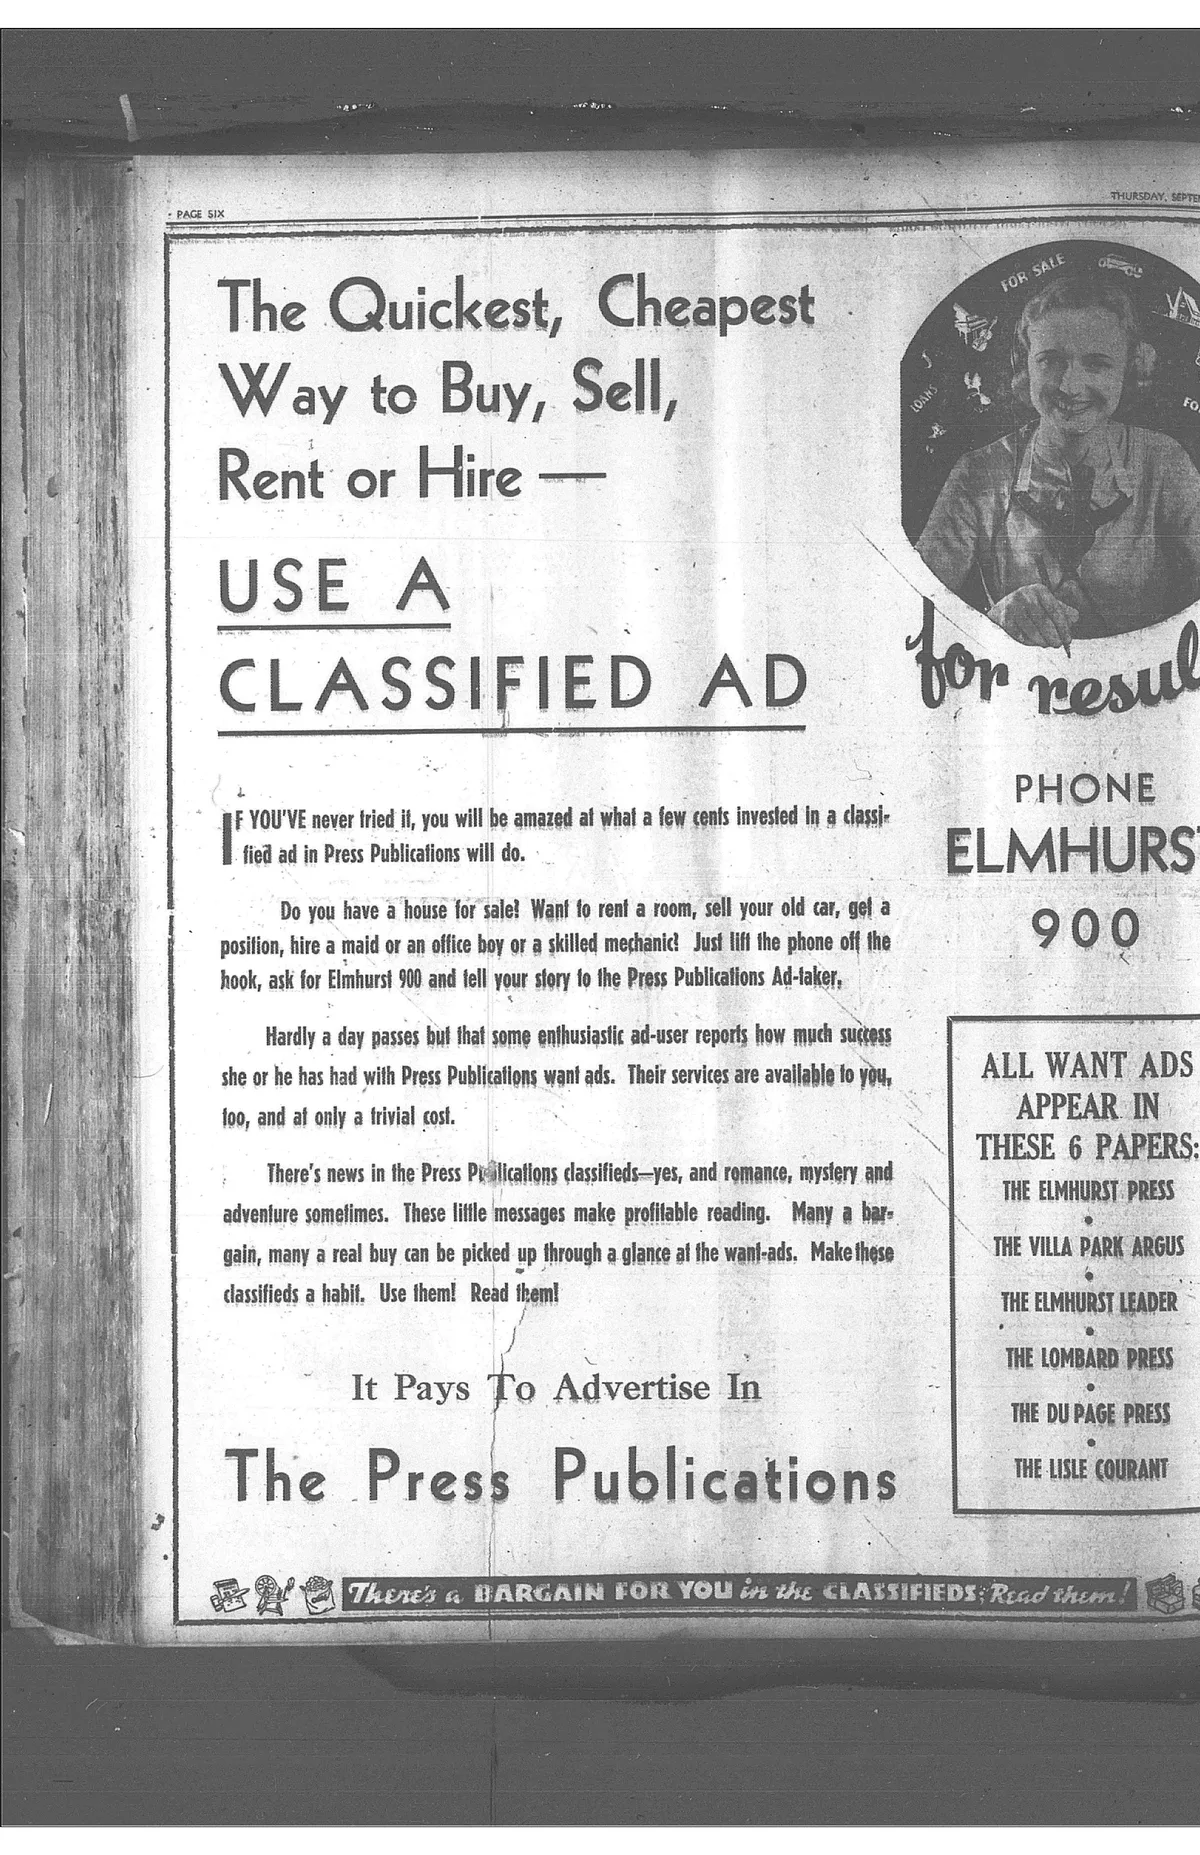 PAGE SIX
THURSDAY, SEPTE
The Quickest, Cheapest
Way to Buy, Sell,
Rent or Hire —
USE A
CLASSIFIED AD
FOR SALE
LOANS
FO
for resul
PHONE
ELMHURST
900
IF YOU'VE never tried it, you will be amazed at what a few cents invested in a classi-
fied ad in Press Publications will do.
Do you have a house for sale? Want to rent a room, sell your old car, get a
position, hire a maid or an office boy or a skilled mechanic? Just lift the phone off the
hook, ask for Elmhurst 900 and tell your story to the Press Publications Ad-taker.
Hardly a day passes but that some enthusiastic ad-user reports how much success
she or he has had with Press Publications want ads. Their services are available to you,
too, and at only a trivial cost.
There's news in the Press Publications classifieds—yes, and romance, mystery and
adventure sometimes. These little messages make profitable reading. Many a bar-
gain, many a real buy can be picked up through a glance at the want-ads. Make these
classifieds a habit. Use them! Read them!
It Pays To Advertise In
The Press Publications
ALL WANT ADS
APPEAR IN
THESE 6 PAPERS:
THE ELMHURST PRESS
•
THE VILLA PARK ARGUS
•
THE ELMHURST LEADER
•
THE LOMBARD PRESS
•
THE DU PAGE PRESS
•
THE LISLE COURANT
There's a BARGAIN FOR YOU in the CLASSIFIEDS; Read them!